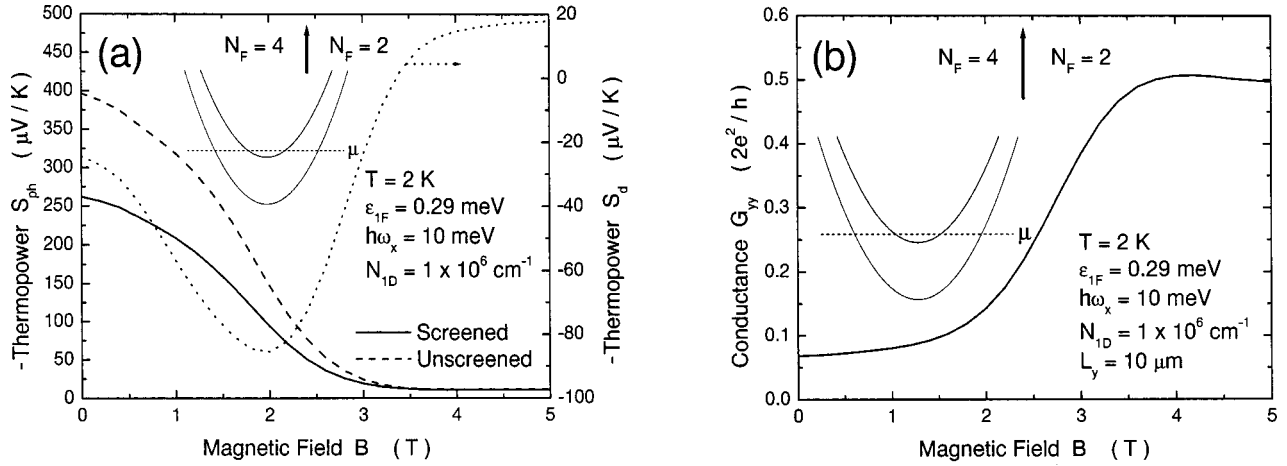 (a)
N_F = 4 N_F = 2
μ
T = 2 K
ε_1F = 0.29 meV
hω_x = 10 meV
N_1D = 1 x 10^6 cm^-1
Screened
Unscreened
-Thermopower S_ph ( μV / K )
500
450
400
350
300
250
200
150
100
50
0
-Thermopower S_d ( μV / K )
20
0
-20
-40
-60
-80
-100
0 1 2 3 4 5
Magnetic Field B ( T )
(b)
N_F = 4 N_F = 2
μ
T = 2 K
ε_1F = 0.29 meV
hω_x = 10 meV
N_1D = 1 x 10^6 cm^-1
L_y = 10 μm
Conductance G_yy ( 2e^2 / h )
0.6
0.5
0.4
0.3
0.2
0.1
0.0
0 1 2 3 4 5
Magnetic Field B ( T )